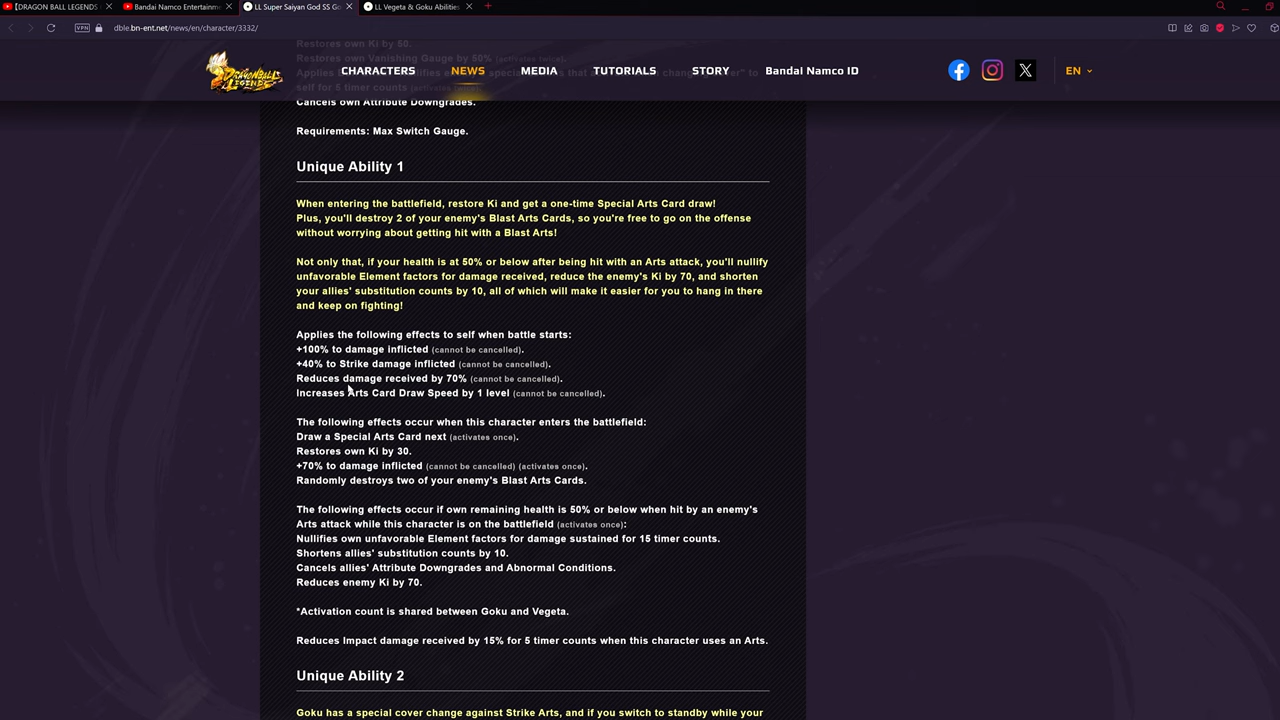 【DRAGON BALL LEGENDS
Bandai Namco Entertainm
LL Super Saiyan God SS Go
LL Vegeta & Goku Abilities
VPN
dble.bn-ent.net/news/en/character/3332/
Restores own Ki by 50.
Restores own Vanishing Gauge by 50% (activates twice).
DRAGONBALL LEGENDS
CHARACTERS
NEWS
MEDIA
TUTORIALS
STORY
Bandai Namco ID
EN
self for 5 timer counts (activates twice).
Cancels own Attribute Downgrades.
Requirements: Max Switch Gauge.
Unique Ability 1
When entering the battlefield, restore Ki and get a one-time Special Arts Card draw!
Plus, you'll destroy 2 of your enemy's Blast Arts Cards, so you're free to go on the offense
without worrying about getting hit with a Blast Arts!
Not only that, if your health is at 50% or below after being hit with an Arts attack, you'll nullify
unfavorable Element factors for damage received, reduce the enemy's Ki by 70, and shorten
your allies' substitution counts by 10, all of which will make it easier for you to hang in there
and keep on fighting!
Applies the following effects to self when battle starts:
+100% to damage inflicted (cannot be cancelled).
+40% to Strike damage inflicted (cannot be cancelled).
Reduces damage received by 70% (cannot be cancelled).
Increases Arts Card Draw Speed by 1 level (cannot be cancelled).
The following effects occur when this character enters the battlefield:
Draw a Special Arts Card next (activates once).
Restores own Ki by 30.
+70% to damage inflicted (cannot be cancelled) (activates once).
Randomly destroys two of your enemy's Blast Arts Cards.
The following effects occur if own remaining health is 50% or below when hit by an enemy's
Arts attack while this character is on the battlefield (activates once):
Nullifies own unfavorable Element factors for damage sustained for 15 timer counts.
Shortens allies' substitution counts by 10.
Cancels allies' Attribute Downgrades and Abnormal Conditions.
Reduces enemy Ki by 70.
*Activation count is shared between Goku and Vegeta.
Reduces Impact damage received by 15% for 5 timer counts when this character uses an Arts.
Unique Ability 2
Goku has a special cover change against Strike Arts, and if you switch to standby while your